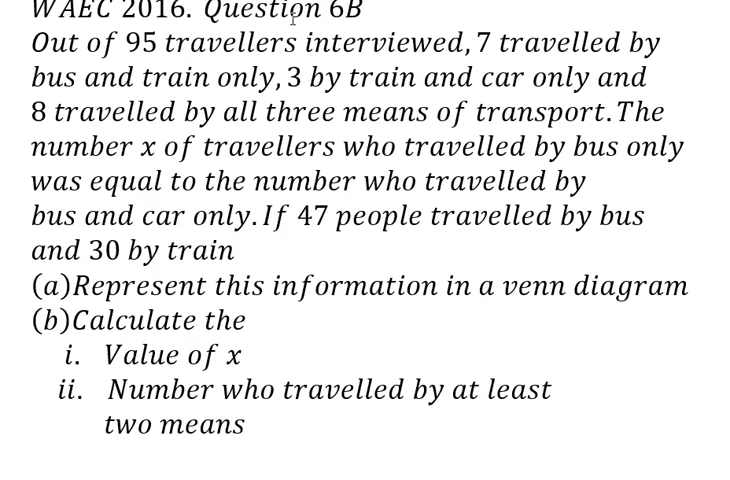 WAEC 2016. Question 6B
Out of 95 travellers interviewed, 7 travelled by
bus and train only, 3 by train and car only and
8 travelled by all three means of transport. The
number x of travellers who travelled by bus only
was equal to the number who travelled by
bus and car only. If 47 people travelled by bus
and 30 by train
(a)Represent this information in a venn diagram
(b)Calculate the
i. Value of x
ii. Number who travelled by at least
two means